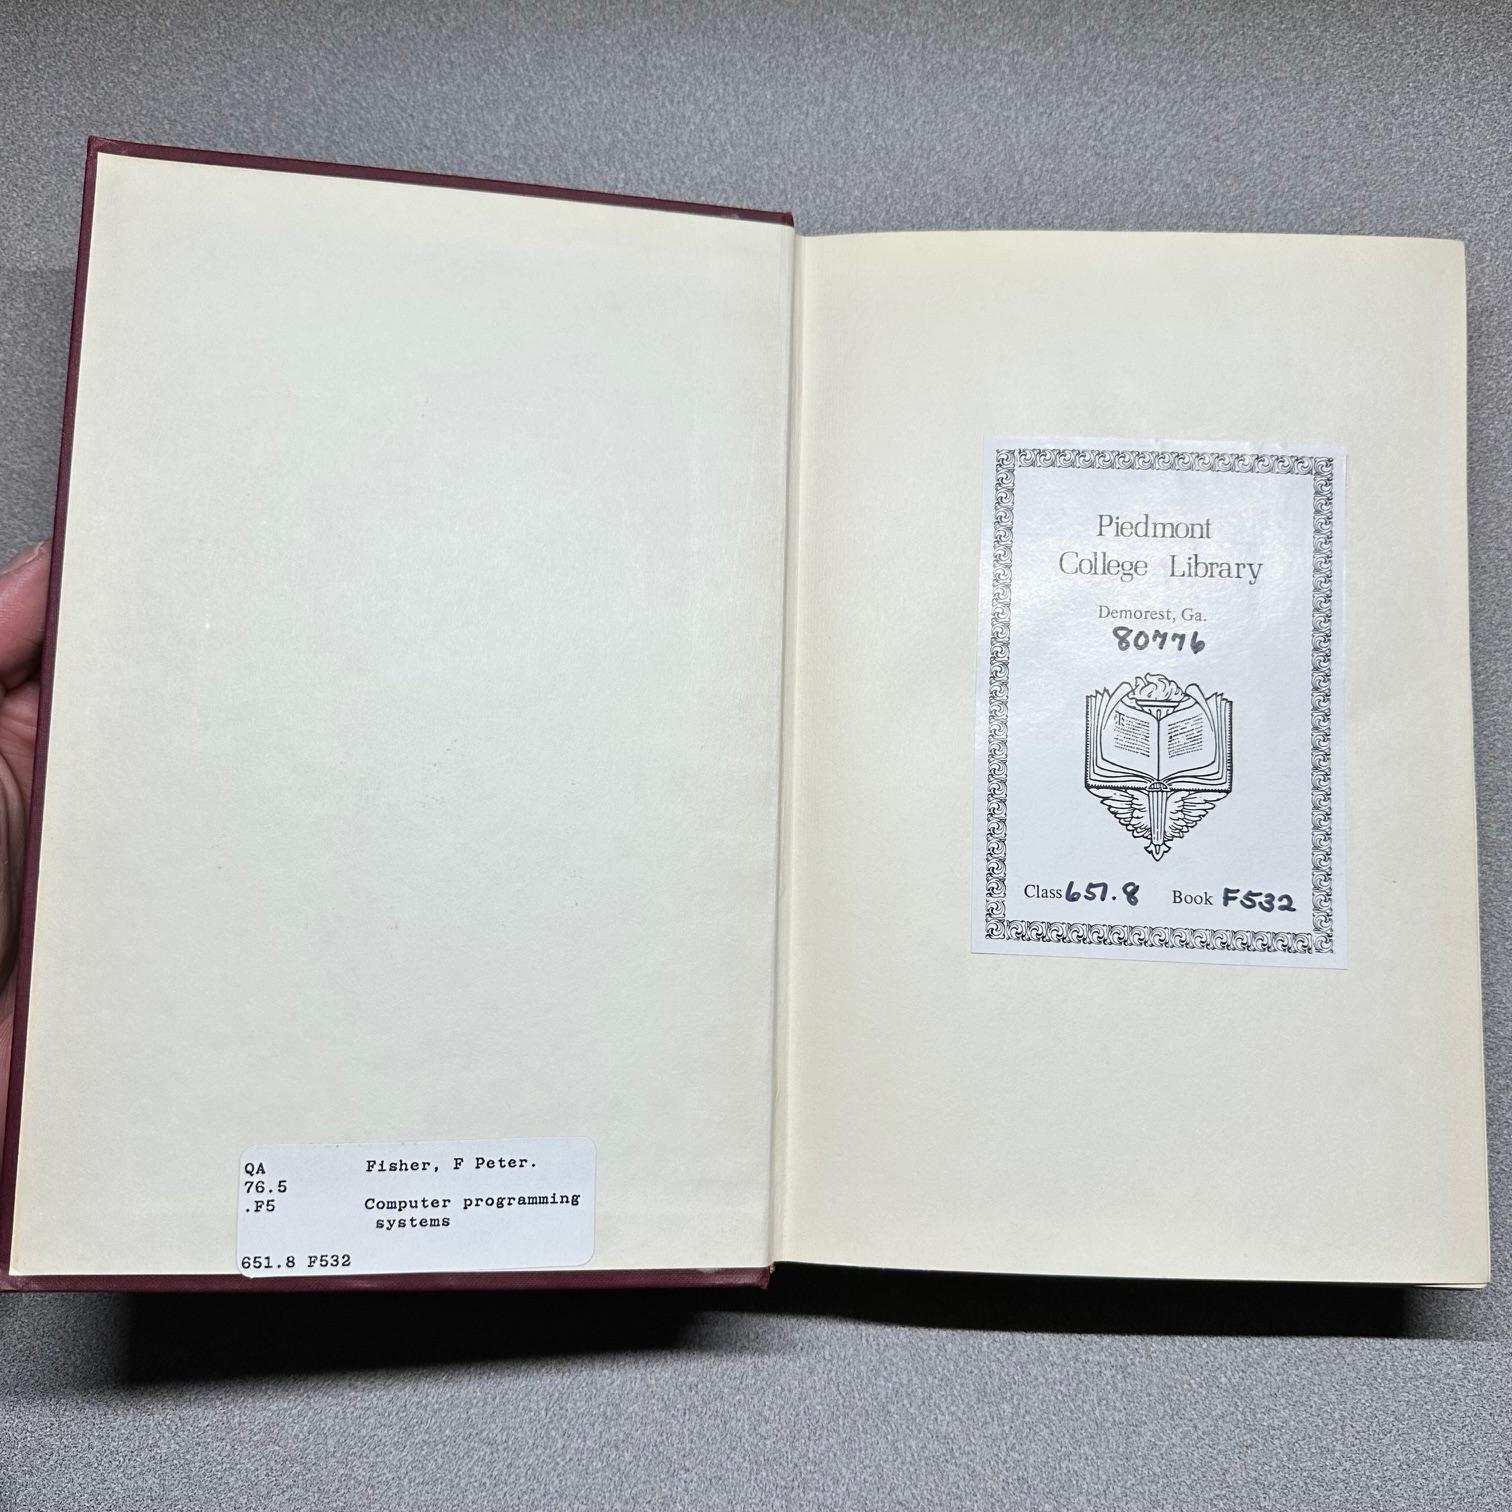 QA Fisher, F Peter.
76.5
.F5 Computer programming
systems
651.8 F532
Piedmont
College Library
Demorest, Ga.
80776
Class 651.8 Book F532